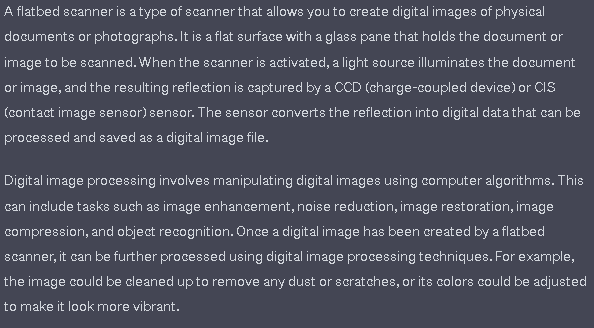 A flatbed scanner is a type of scanner that allows you to create digital images of physical
documents or photographs. It is a flat surface with a glass pane that holds the document or
image to be scanned. When the scanner is activated, a light source illuminates the document
or image, and the resulting reflection is captured by a CCD (charge-coupled device) or CIS
(contact image sensor) sensor. The sensor converts the reflection into digital data that can be
processed and saved as a digital image file.
Digital image processing involves manipulating digital images using computer algorithms. This
can include tasks such as image enhancement, noise reduction, image restoration, image
compression, and object recognition. Once a digital image has been created by a flatbed
scanner, it can be further processed using digital image processing techniques. For example,
the image could be cleaned up to remove any dust or scratches, or its colors could be adjusted
to make it look more vibrant.